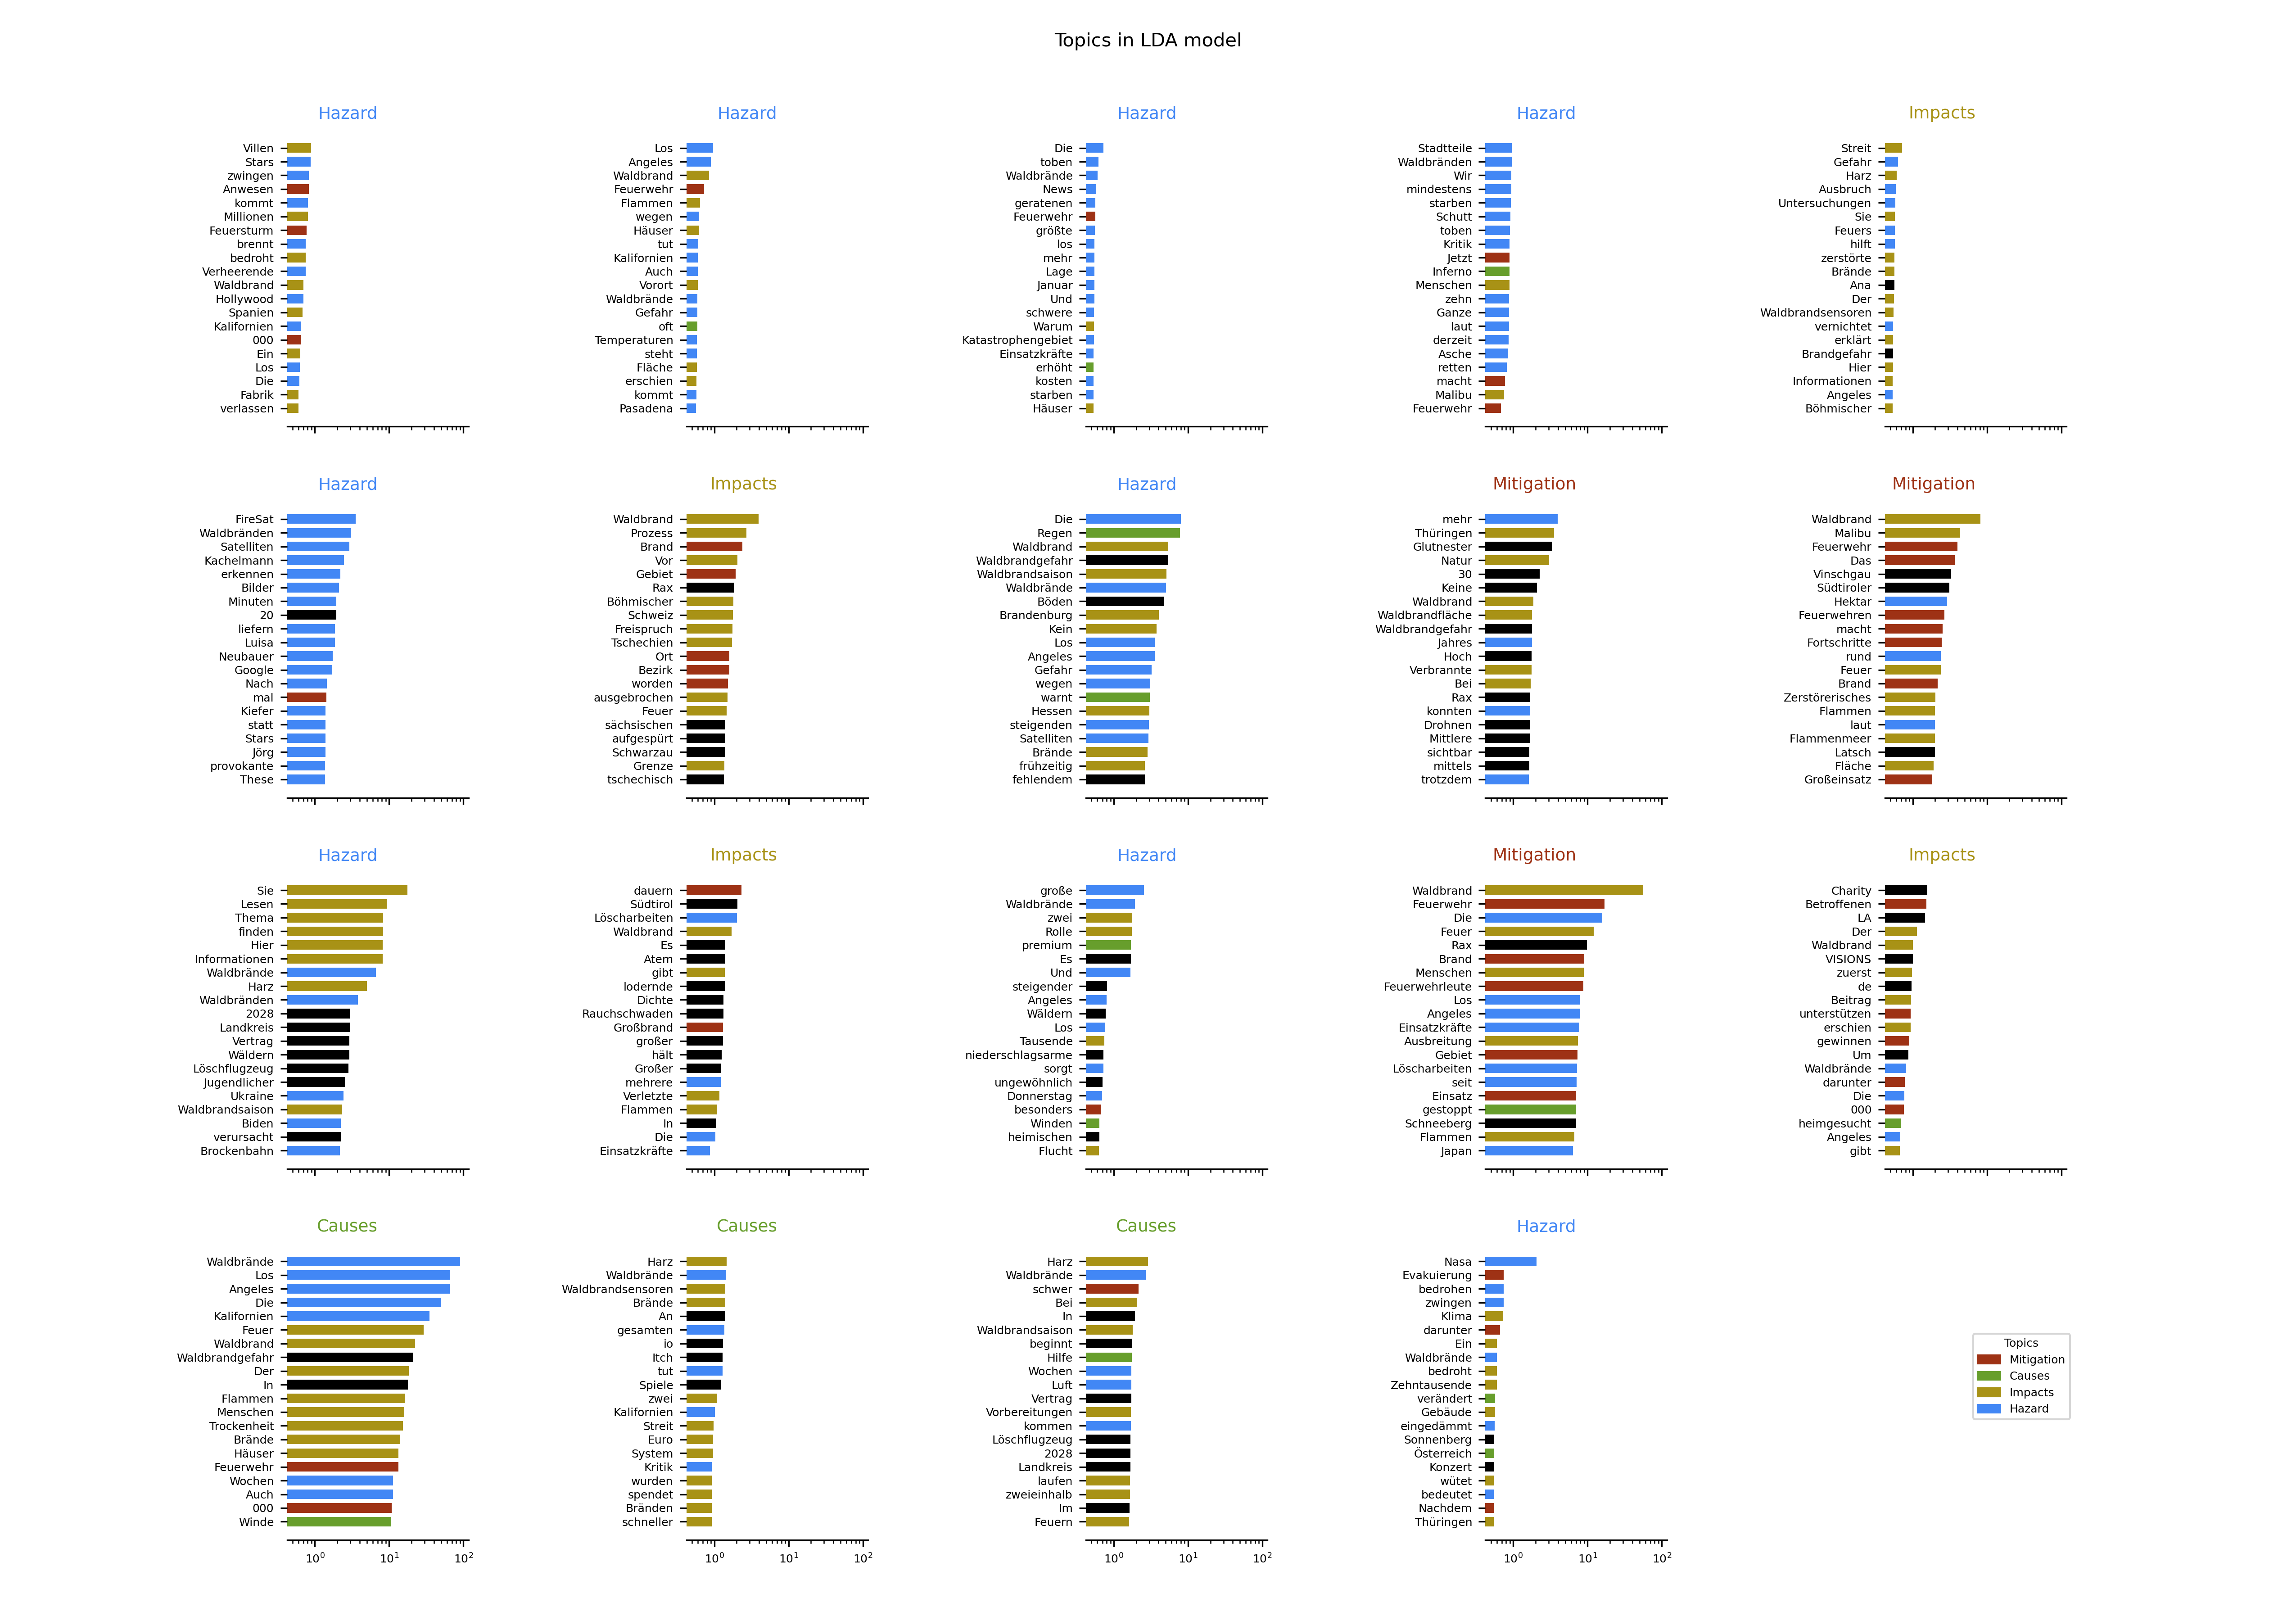 Topics in LDA model
Hazard
Villen
Stars
zwingen
Anwesen
kommt
Millionen
Feuersturm
brennt
bedroht
Verheerende
Waldbrand
Hollywood
Spanien
Kalifornien
000
Ein
Los
Die
Fabrik
verlassen
Hazard
Los
Angeles
Waldbrand
Feuerwehr
Flammen
wegen
Häuser
tut
Kalifornien
Auch
Vorort
Waldbrände
Gefahr
oft
Temperaturen
steht
Fläche
erschien
kommt
Pasadena
Hazard
Die
toben
Waldbrände
News
geratenen
Feuerwehr
größte
los
mehr
Lage
Januar
Und
schwere
Warum
Katastrophengebiet
Einsatzkräfte
erhöht
kosten
starben
Häuser
Hazard
Stadtteile
Waldbränden
Wir
mindestens
starben
Schutt
toben
Kritik
Jetzt
Inferno
Menschen
zehn
Ganze
laut
derzeit
Asche
retten
macht
Malibu
Feuerwehr
Impacts
Streit
Gefahr
Harz
Ausbruch
Untersuchungen
Sie
Feuers
hilft
zerstörte
Brände
Ana
Der
Waldbrandsensoren
vernichtet
erklärt
Brandgefahr
Hier
Informationen
Angeles
Böhmischer
Hazard
FireSat
Waldbränden
Satelliten
Kachelmann
erkennen
Bilder
Minuten
20
liefern
Luisa
Neubauer
Google
Nach
mal
Kiefer
statt
Stars
Jörg
provokante
These
Impacts
Waldbrand
Prozess
Brand
Vor
Gebiet
Rax
Böhmischer
Schweiz
Freispruch
Tschechien
Ort
Bezirk
worden
ausgebrochen
Feuer
sächsischen
aufgespürt
Schwarzau
Grenze
tschechisch
Hazard
Die
Regen
Waldbrand
Waldbrandgefahr
Waldbrandsaison
Waldbrände
Böden
Brandenburg
Kein
Los
Angeles
Gefahr
wegen
warnt
Hessen
steigenden
Satelliten
Brände
frühzeitig
fehlendem
Mitigation
mehr
Thüringen
Glutnester
Natur
30
Keine
Waldbrand
Waldbrandfläche
Waldbrandgefahr
Jahres
Hoch
Verbrannte
Bei
Rax
konnten
Drohnen
Mittlere
sichtbar
mittels
trotzdem
Mitigation
Waldbrand
Malibu
Feuerwehr
Das
Vinschgau
Südtiroler
Hektar
Feuerwehren
macht
Fortschritte
rund
Feuer
Brand
Zerstörerisches
Flammen
laut
Flammenmeer
Latsch
Fläche
Großeinsatz
Hazard
Sie
Lesen
Thema
finden
Hier
Informationen
Waldbrände
Harz
Waldbränden
2028
Landkreis
Vertrag
Wäldern
Löschflugzeug
Jugendlicher
Ukraine
Waldbrandsaison
Biden
verursacht
Brockenbahn
Impacts
dauern
Südtirol
Löscharbeiten
Waldbrand
Es
Atem
gibt
lodernde
Dichte
Rauchschwaden
Großbrand
großer
hält
Großer
mehrere
Verletzte
Flammen
In
Die
Einsatzkräfte
Hazard
große
Waldbrände
zwei
Rolle
premium
Es
Und
steigender
Angeles
Wäldern
Los
Tausende
niederschlagsarme
sorgt
ungewöhnlich
Donnerstag
besonders
Winden
heimischen
Flucht
Mitigation
Waldbrand
Feuerwehr
Die
Feuer
Rax
Brand
Menschen
Feuerwehrleute
Los
Angeles
Einsatzkräfte
Ausbreitung
Gebiet
Löscharbeiten
seit
Einsatz
gestoppt
Schneeberg
Flammen
Japan
Impacts
Charity
Betroffenen
LA
Der
Waldbrand
VISIONS
zuerst
de
Beitrag
unterstützen
erschien
gewinnen
Um
Waldbrände
darunter
Die
000
heimgesucht
Angeles
gibt
Causes
Waldbrände
Los
Angeles
Die
Kalifornien
Feuer
Waldbrand
Waldbrandgefahr
Der
In
Flammen
Menschen
Trockenheit
Brände
Häuser
Feuerwehr
Wochen
Auch
000
Winde
10⁰ 10¹ 10²
Causes
Harz
Waldbrände
Waldbrandsensoren
Brände
An
gesamten
io
Itch
tut
Spiele
zwei
Kalifornien
Streit
Euro
System
Kritik
wurden
spendet
Bränden
schneller
10⁰ 10¹ 10²
Causes
Harz
Waldbrände
schwer
Bei
In
Waldbrandsaison
beginnt
Hilfe
Wochen
Luft
Vertrag
Vorbereitungen
kommen
Löschflugzeug
2028
Landkreis
laufen
zweieinhalb
Im
Feuern
10⁰ 10¹ 10²
Hazard
Nasa
Evakuierung
bedrohen
zwingen
Klima
darunter
Ein
Waldbrände
bedroht
Zehntausende
verändert
Gebäude
eingedämmt
Sonnenberg
Österreich
Konzert
wütet
bedeutet
Nachdem
Thüringen
10⁰ 10¹ 10²
Topics
Mitigation
Causes
Impacts
Hazard